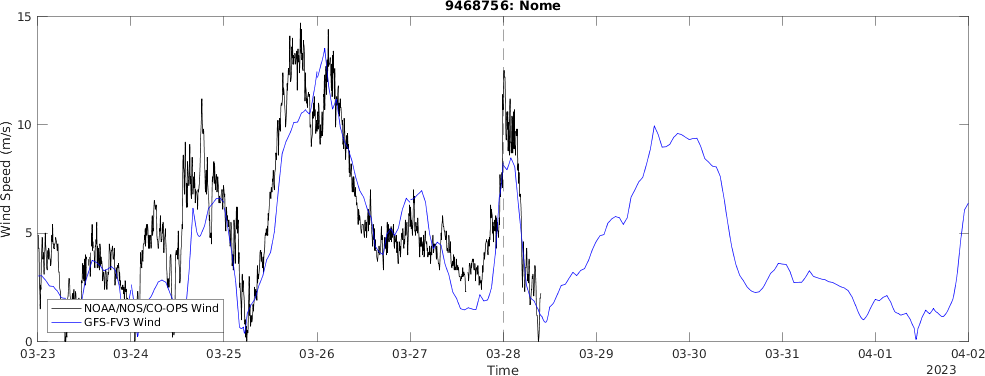 9468756: Nome
15
10
5
0
Wind Speed (m/s)
NOAA/NOS/CO-OPS Wind
GFS-FV3 Wind
03-23 03-24 03-25 03-26 03-27 03-28 03-29 03-30 03-31 04-01 04-02
Time
2023